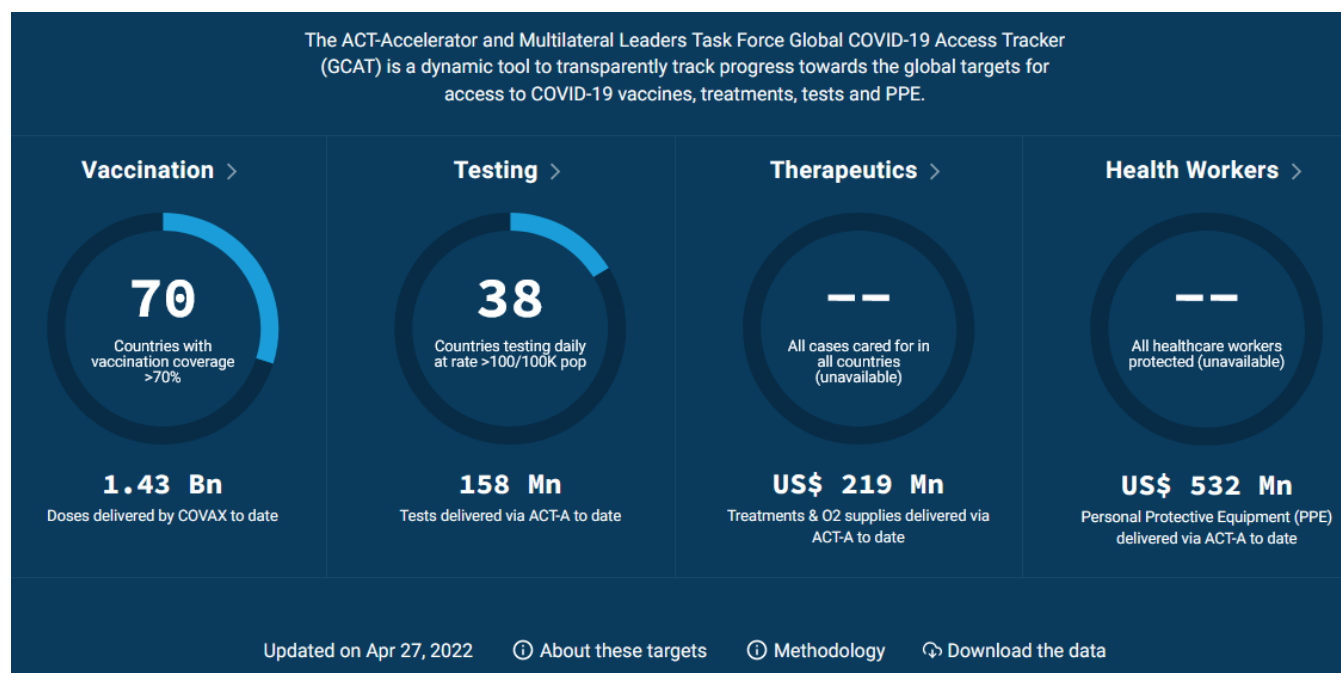 The ACT-Accelerator and Multilateral Leaders Task Force Global COVID-19 Access Tracker
(GCAT) is a dynamic tool to transparently track progress towards the global targets for
access to COVID-19 vaccines, treatments, tests and PPE.
Vaccination >
70
Countries with
vaccination coverage
>70%
1.43 Bn
Doses delivered by COVAX to date
Testing >
38
Countries testing daily
at rate >100/100K pop
158 Mn
Tests delivered via ACT-A to date
Therapeutics >
--
All cases cared for in
all countries
(unavailable)
US$ 219 Mn
Treatments & O2 supplies delivered via
ACT-A to date
Health Workers >
--
All healthcare workers
protected (unavailable)
US$ 532 Mn
Personal Protective Equipment (PPE)
delivered via ACT-A to date
Updated on Apr 27, 2022
About these targets
Methodology
Download the data